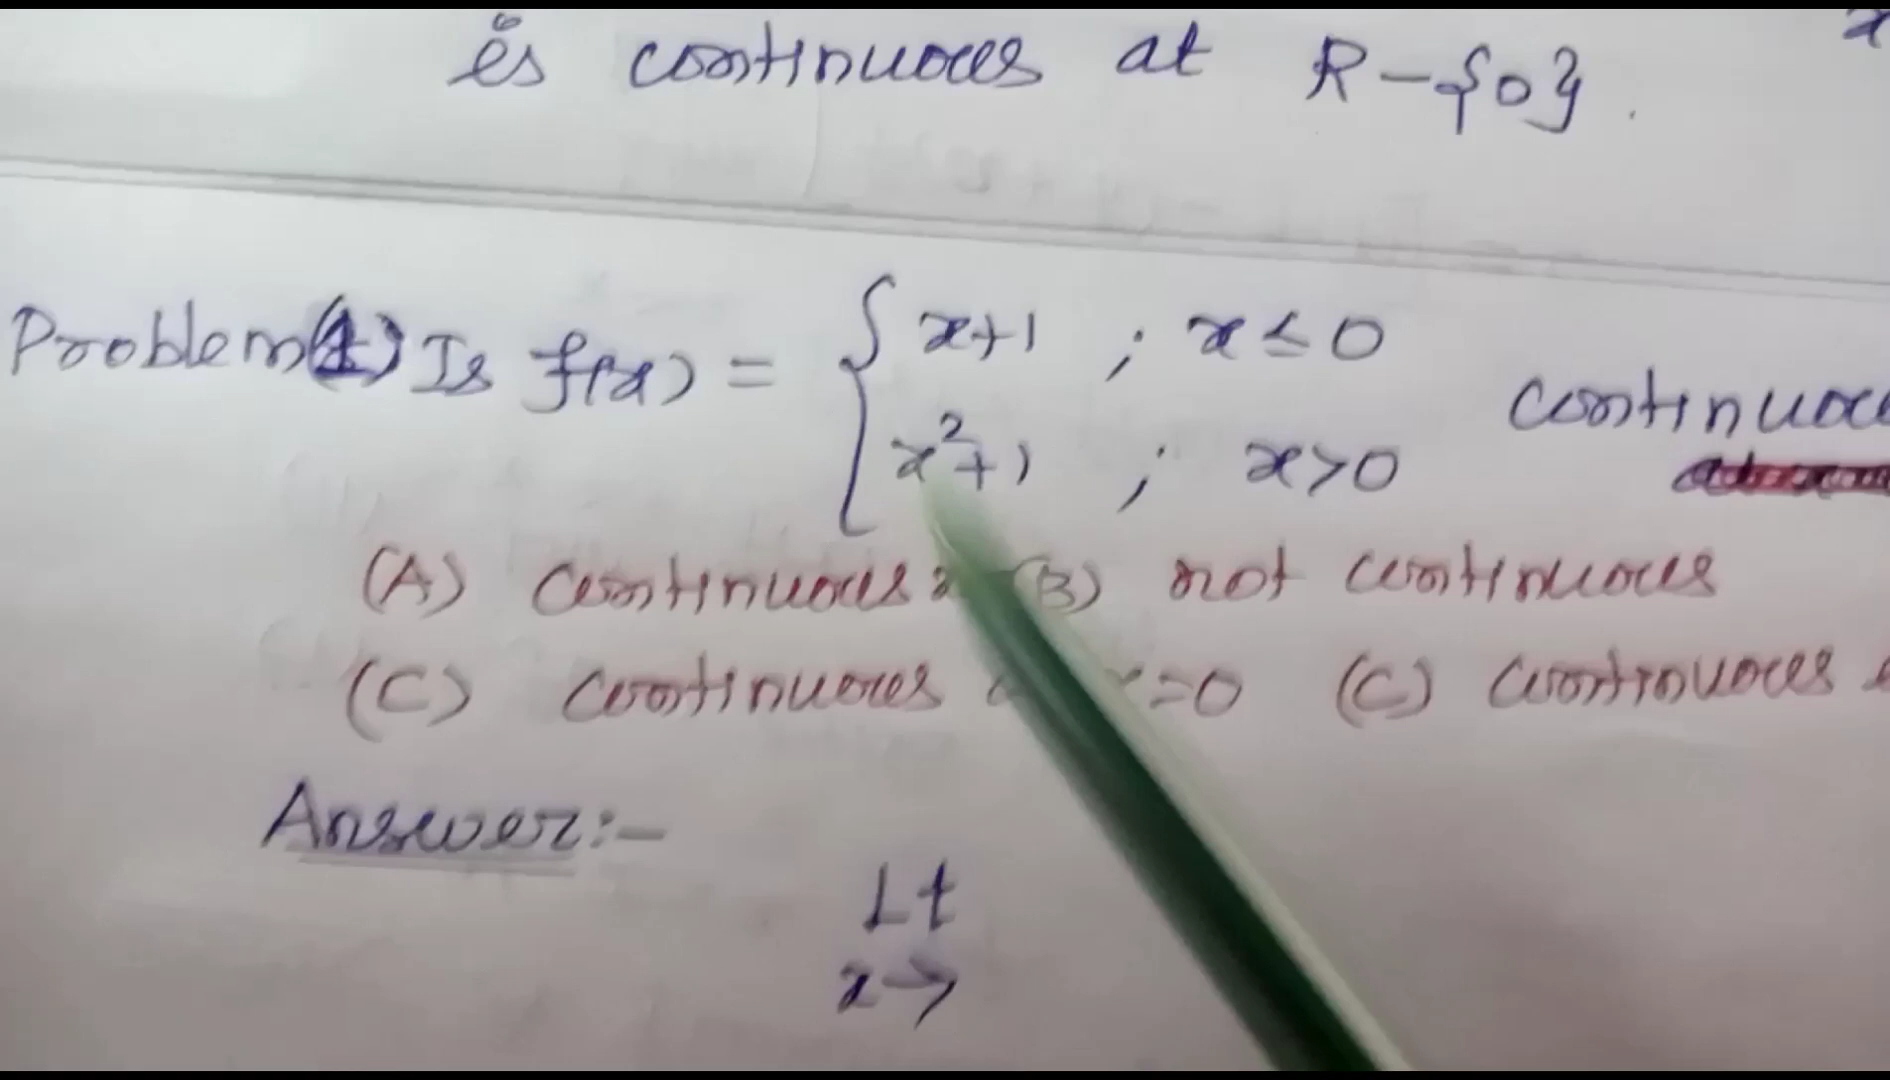 is continuous at R-{0}.
Problem(1) Is f(x) = { x+1 ; x≤0
x²+1 ; x>0
(A) continuous (B) not continuous
(C) continuous x=0 (C) continuous
Answer:-
Lt
x→